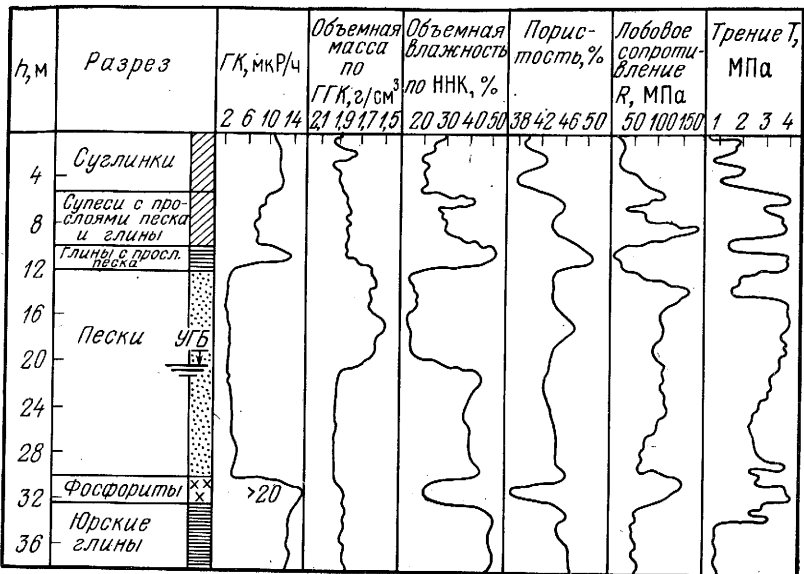 h,м
Разрез
ГК, мкР/ч
2 6 10 14
Объемная
масса
по
ГГК, г/см³
2,1 1,9 1,7 1,5
Объемная
влажность
по ННК, %
20 30 40 50
Порис-
тость, %
38 42 46 50
Лобовое
сопроти-
вление
R, МПа
50 100 150
Трение T,
МПа
1 2 3 4
4
8
12
16
20
24
28
32
36
Суглинки
Супеси с про-
слоями песка
и глины
Глины с просл.
песка
Пески
УГВ
Фосфориты
>20
Юрские
глины